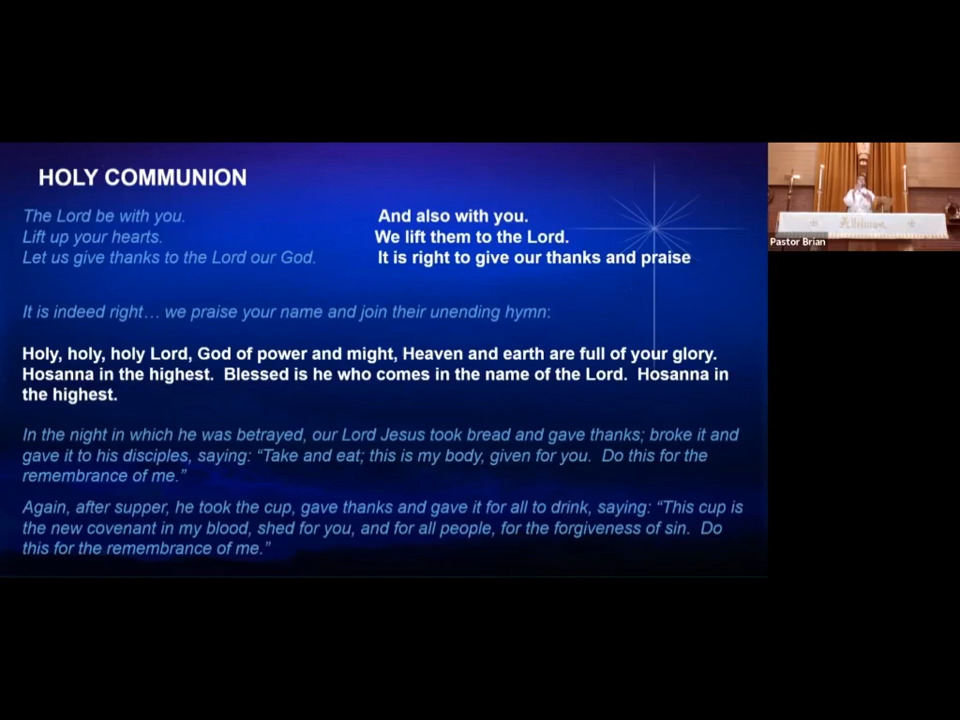 HOLY COMMUNION
The Lord be with you. And also with you.
Lift up your hearts. We lift them to the Lord.
Let us give thanks to the Lord our God. It is right to give our thanks and praise
It is indeed right… we praise your name and join their unending hymn:
Holy, holy, holy Lord, God of power and might, Heaven and earth are full of your glory.
Hosanna in the highest.  Blessed is he who comes in the name of the Lord.  Hosanna in
the highest.
In the night in which he was betrayed, our Lord Jesus took bread and gave thanks; broke it and
gave it to his disciples, saying: “Take and eat; this is my body, given for you.  Do this for the
remembrance of me.”
Again, after supper, he took the cup, gave thanks and gave it for all to drink, saying: “This cup is
the new covenant in my blood, shed for you, and for all people, for the forgiveness of sin.  Do
this for the remembrance of me.”
Alleluia
Pastor Brian